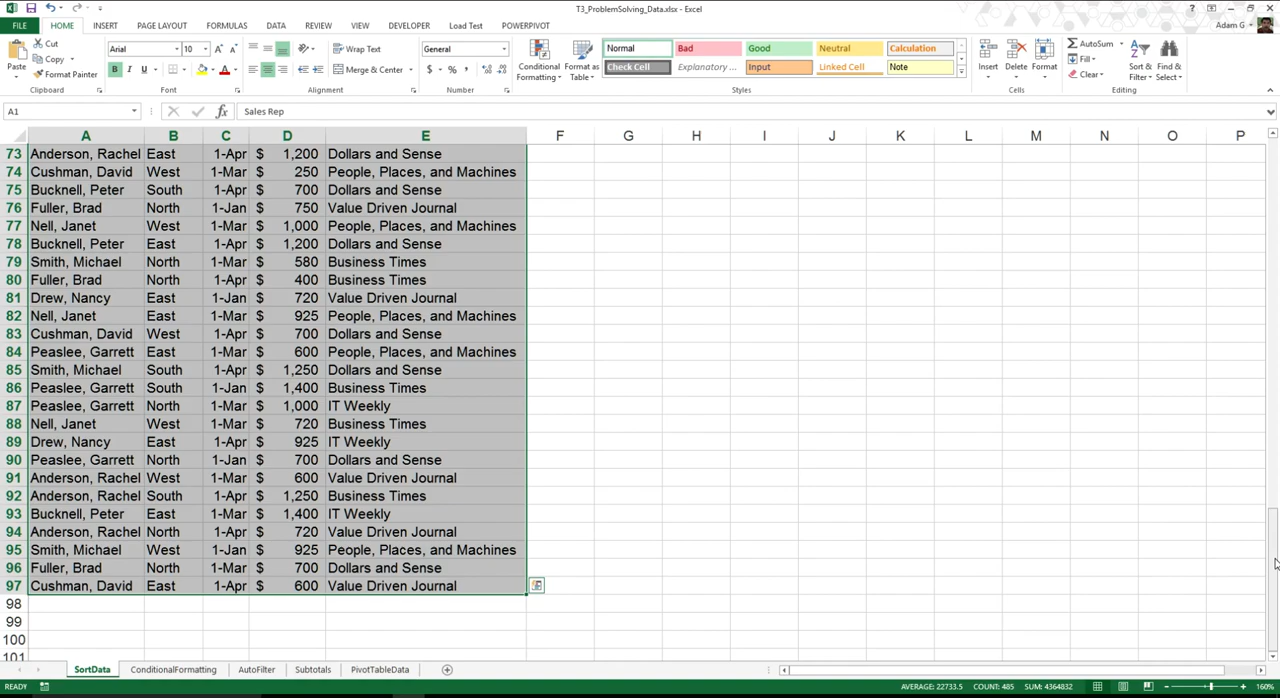 T3_ProblemSolving_Data.xlsx - Excel
FILE HOME INSERT PAGE LAYOUT FORMULAS DATA REVIEW VIEW DEVELOPER Load Test POWERPIVOT Adam G
Paste
Cut
Copy
Format Painter
Clipboard
Arial 10
B I U
Font
Wrap Text
Merge & Center
Alignment
General
$ % ,
Number
Conditional Formatting
Format as Table
Normal Bad Good Neutral Calculation
Check Cell Explanatory ... Input Linked Cell Note
Styles
Insert Delete Format
Cells
AutoSum
Fill
Clear
Sort & Filter
Find & Select
Editing
A1 fx Sales Rep
A B C D E F G H I J K L M N O P
73 Anderson, Rachel East 1-Apr $ 1,200 Dollars and Sense
74 Cushman, David West 1-Mar $ 250 People, Places, and Machines
75 Bucknell, Peter South 1-Apr $ 700 Dollars and Sense
76 Fuller, Brad North 1-Jan $ 750 Value Driven Journal
77 Nell, Janet West 1-Mar $ 1,000 People, Places, and Machines
78 Bucknell, Peter East 1-Apr $ 1,200 Dollars and Sense
79 Smith, Michael North 1-Mar $ 580 Business Times
80 Fuller, Brad North 1-Apr $ 400 Business Times
81 Drew, Nancy East 1-Jan $ 720 Value Driven Journal
82 Nell, Janet East 1-Mar $ 925 People, Places, and Machines
83 Cushman, David West 1-Apr $ 700 Dollars and Sense
84 Peaslee, Garrett East 1-Mar $ 600 People, Places, and Machines
85 Smith, Michael South 1-Apr $ 1,250 Dollars and Sense
86 Peaslee, Garrett South 1-Jan $ 1,400 Business Times
87 Peaslee, Garrett North 1-Mar $ 1,000 IT Weekly
88 Nell, Janet West 1-Mar $ 720 Business Times
89 Drew, Nancy East 1-Apr $ 925 IT Weekly
90 Peaslee, Garrett North 1-Jan $ 700 Dollars and Sense
91 Anderson, Rachel West 1-Mar $ 600 Value Driven Journal
92 Anderson, Rachel South 1-Apr $ 1,250 Business Times
93 Bucknell, Peter East 1-Mar $ 1,400 IT Weekly
94 Anderson, Rachel North 1-Apr $ 720 Value Driven Journal
95 Smith, Michael West 1-Jan $ 925 People, Places, and Machines
96 Fuller, Brad North 1-Mar $ 700 Dollars and Sense
97 Cushman, David East 1-Apr $ 600 Value Driven Journal
98
99
100
101
SortData ConditionalFormatting AutoFilter Subtotals PivotTableData
READY AVERAGE: 22733.5 COUNT: 485 SUM: 4364832 160%